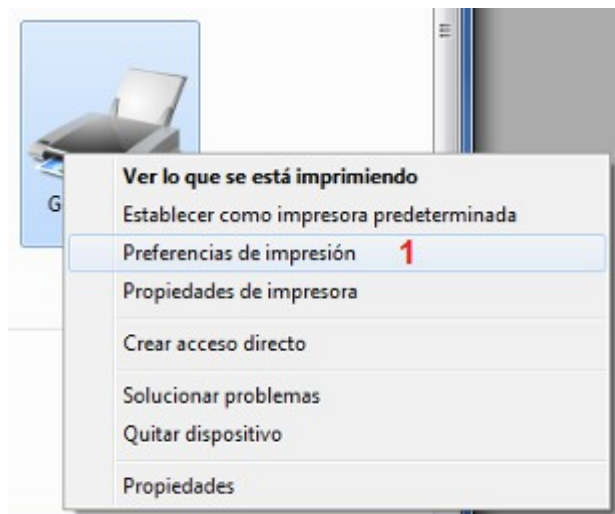 G
Ver lo que se está imprimiendo
Establecer como impresora predeterminada
Preferencias de impresión 1
Propiedades de impresora
Crear acceso directo
Solucionar problemas
Quitar dispositivo
Propiedades